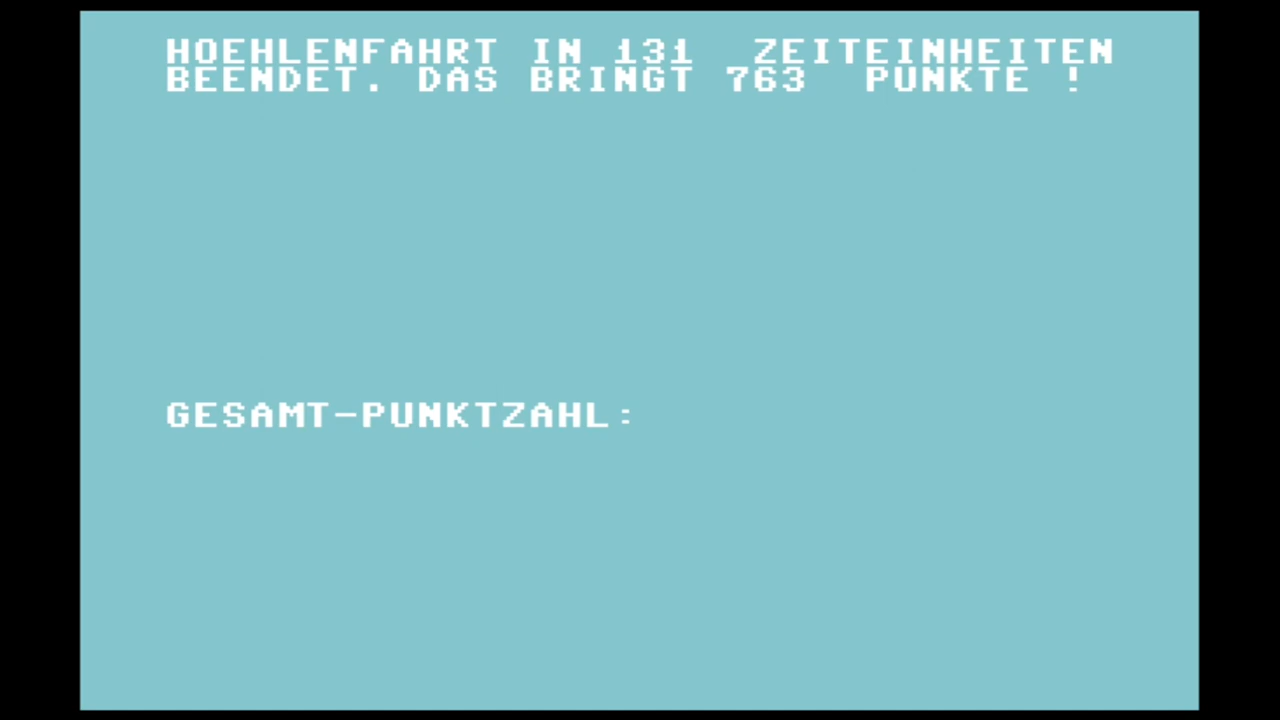 HOEHLENFAHRT IN 131  ZEITEINHEITEN
BEENDET. DAS BRINGT 763  PUNKTE !
GESAMT-PUNKTZAHL: